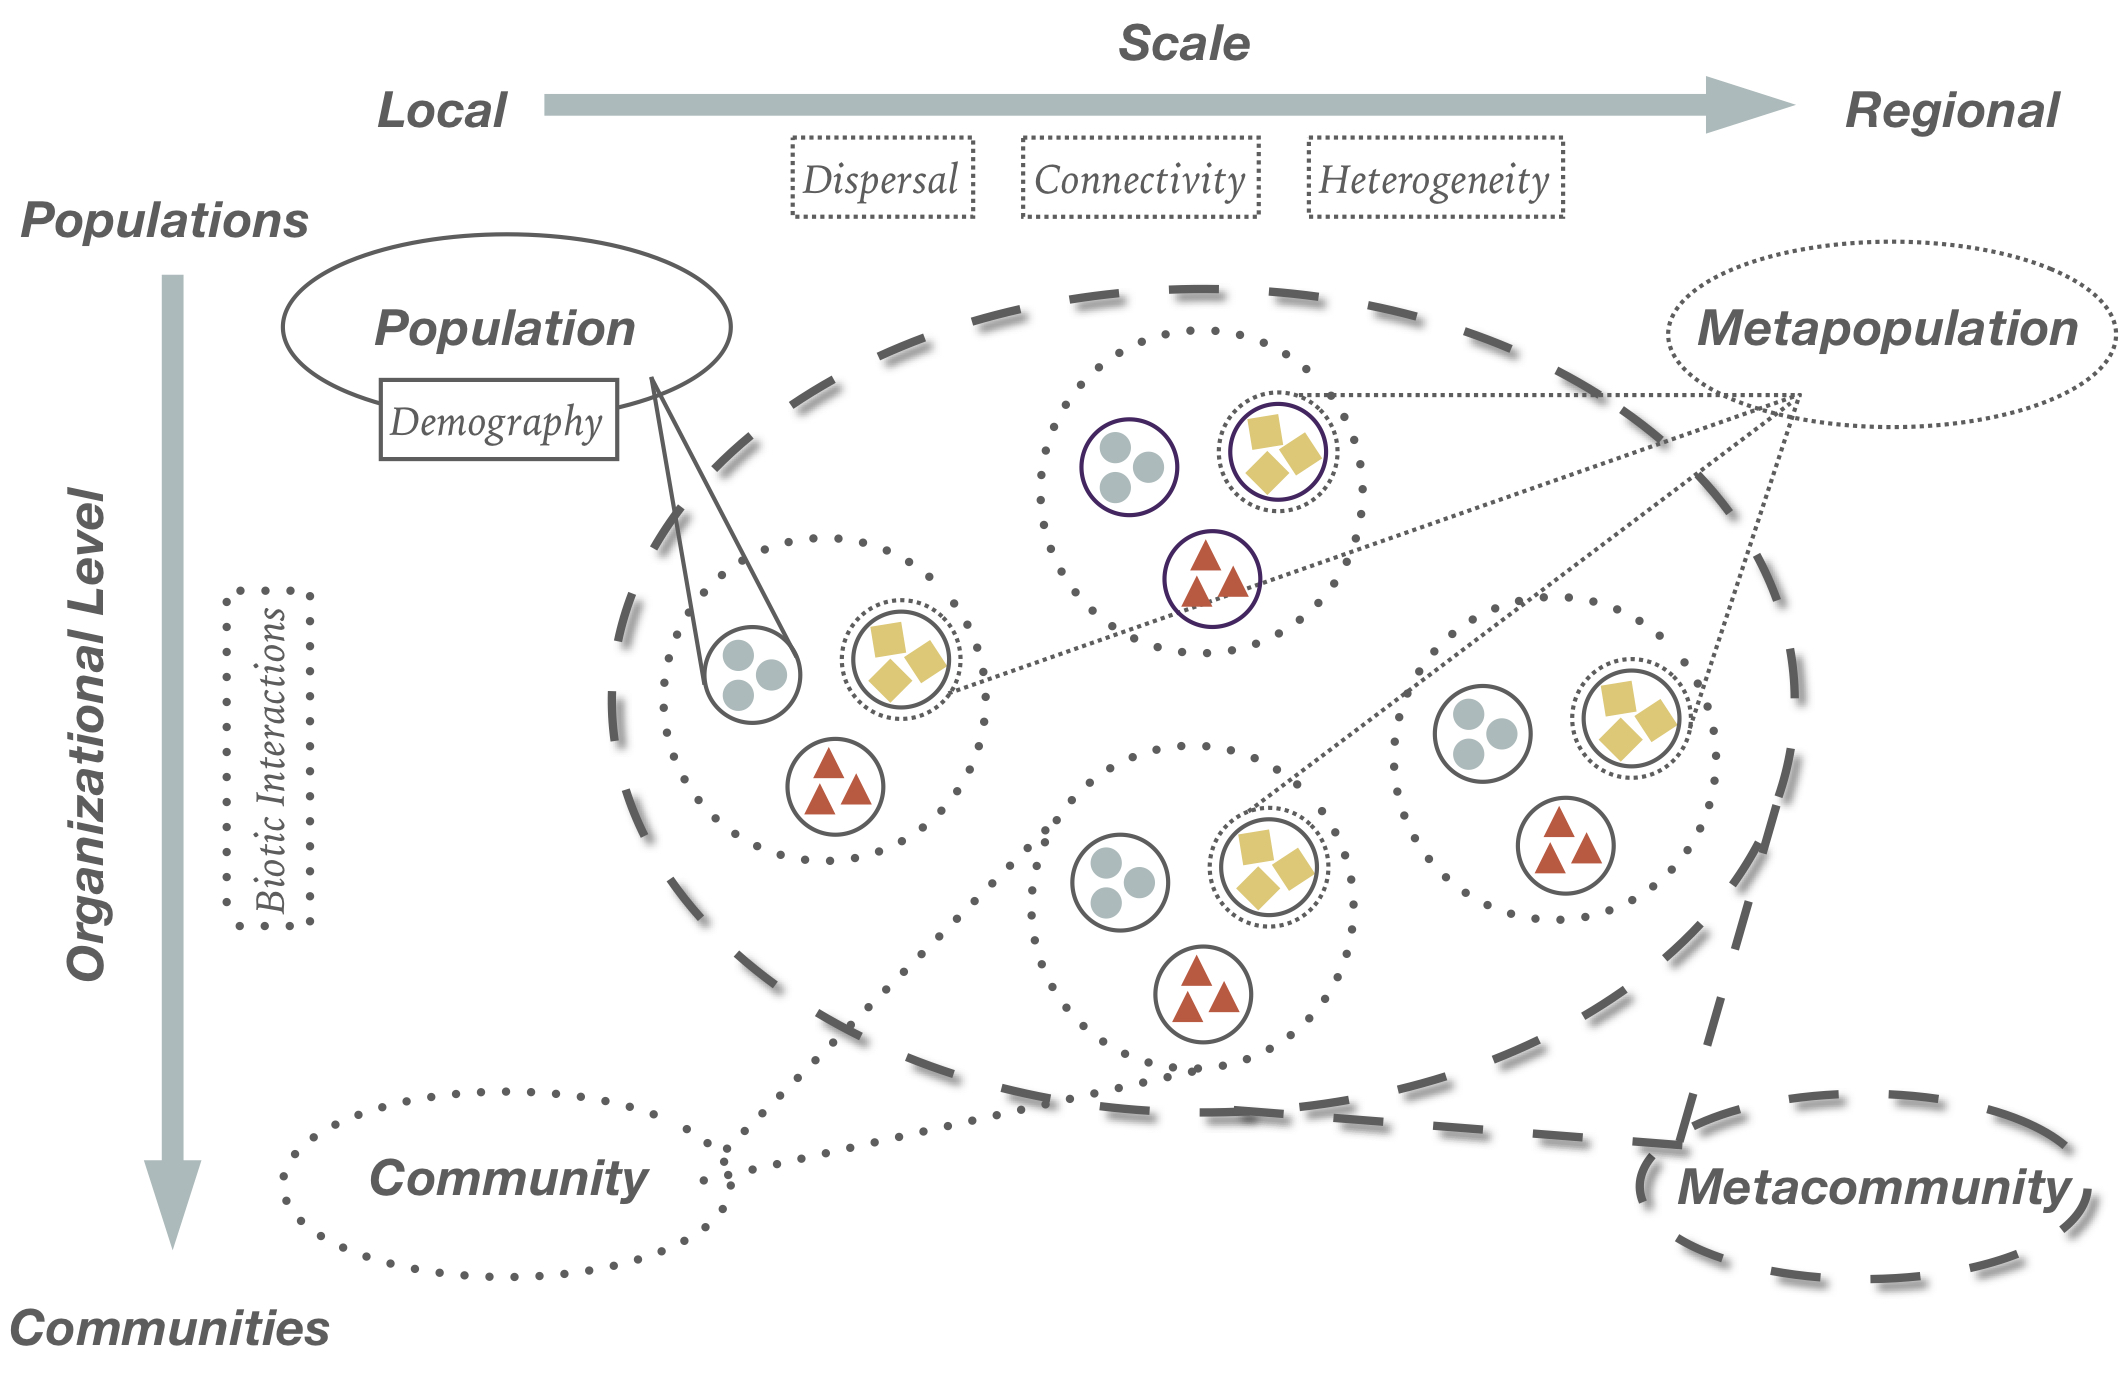 Scale
Local
Regional
Dispersal
Connectivity
Heterogeneity
Populations
Population
Metapopulation
Demography
Organizational Level
Biotic Interactions
Community
Metacommunity
Communities